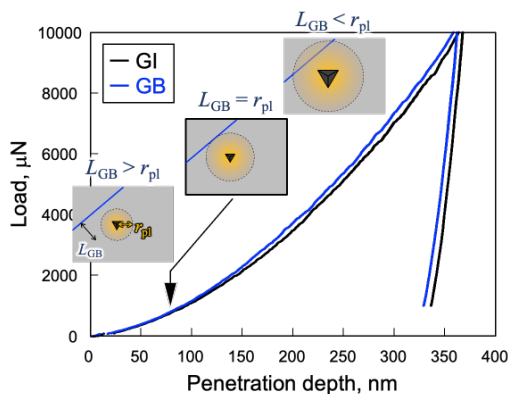 L_GB < r_pl
10000
GI
GB
8000
L_GB = r_pl
6000
L_GB > r_pl
4000
r_pl
L_GB
2000
0
0 50 100 150 200 250 300 350 400
Load, μN
Penetration depth, nm